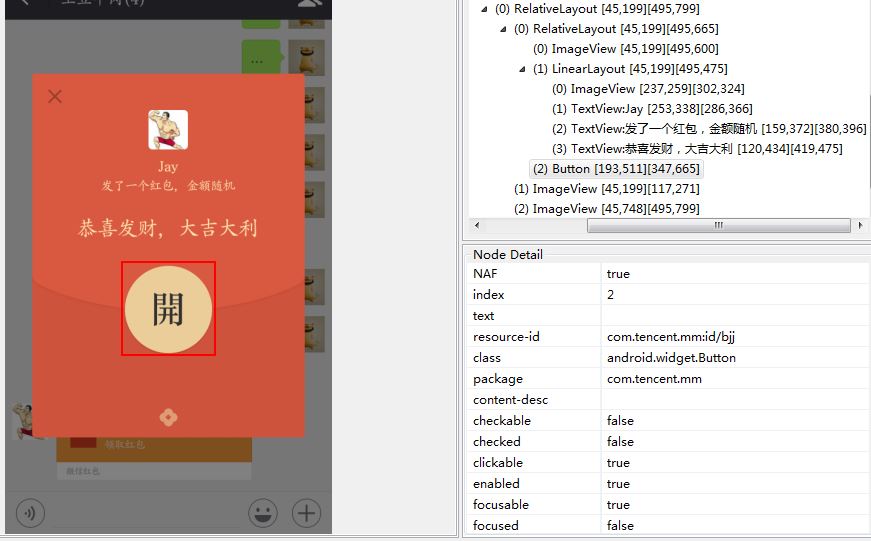 ...
Jay
发了一个红包，金额随机
恭喜发财，大吉大利
開
领取红包
微信红包
(0) RelativeLayout [45,199][495,799]
(0) RelativeLayout [45,199][495,665]
(0) ImageView [45,199][495,600]
(1) LinearLayout [45,199][495,475]
(0) ImageView [237,259][302,324]
(1) TextView:Jay [253,338][286,366]
(2) TextView:发了一个红包，金额随机 [159,372][380,396]
(3) TextView:恭喜发财，大吉大利 [120,434][419,475]
(2) Button [193,511][347,665]
(1) ImageView [45,199][117,271]
(2) ImageView [45,748][495,799]
Node Detail
NAF true
index 2
text
resource-id com.tencent.mm:id/bjj
class android.widget.Button
package com.tencent.mm
content-desc
checkable false
checked false
clickable true
enabled true
focusable true
focused false